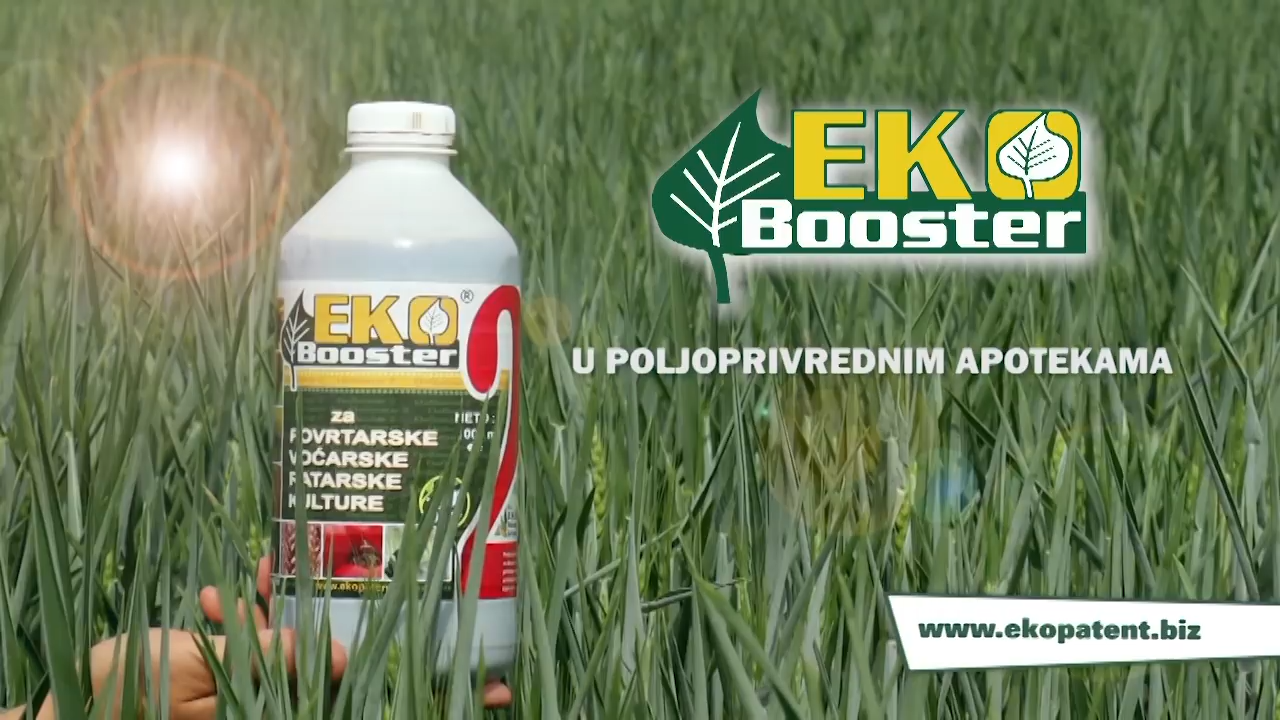 EKO
Booster
U POLJOPRIVREDNIM APOTEKAMA
www.ekopatent.biz
EKO ®
Booster
za
POVRTARSKE
VOĆARSKE
RATARSKE
KULTURE